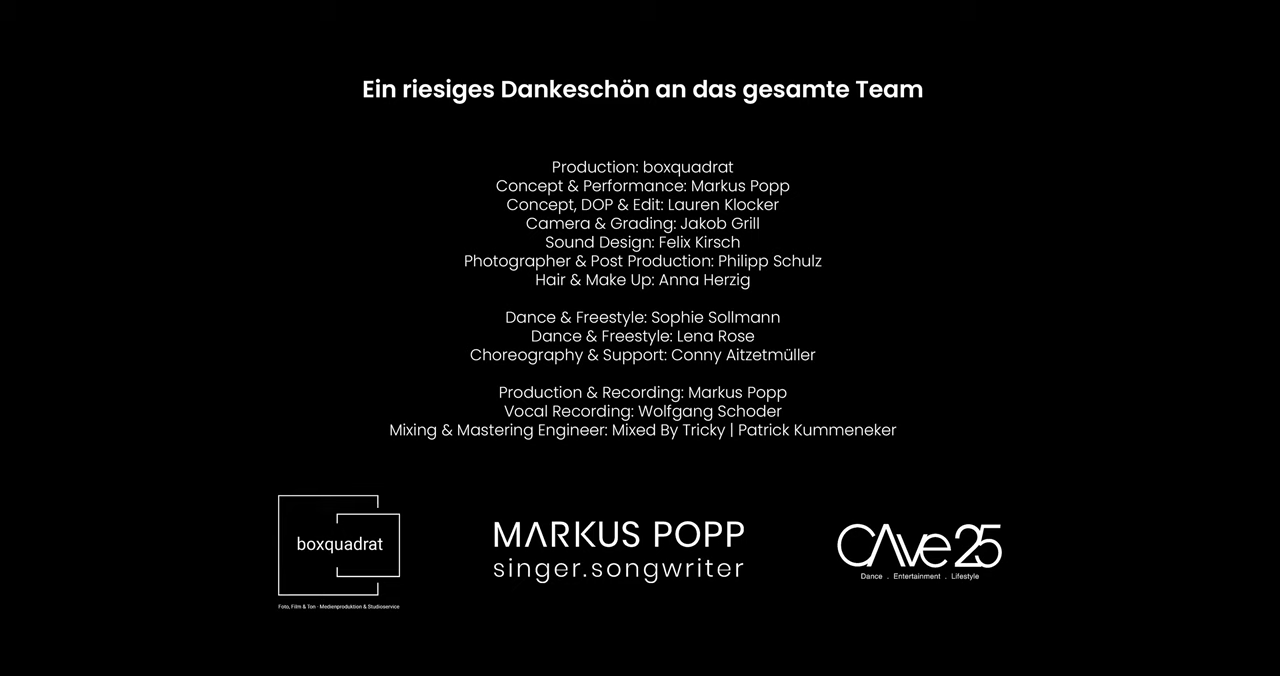 Ein riesiges Dankeschön an das gesamte Team
Production: boxquadrat
Concept & Performance: Markus Popp
Concept, DOP & Edit: Lauren Klocker
Camera & Grading: Jakob Grill
Sound Design: Felix Kirsch
Photographer & Post Production: Philipp Schulz
Hair & Make Up: Anna Herzig
Dance & Freestyle: Sophie Sollmann
Dance & Freestyle: Lena Rose
Choreography & Support: Conny Aitzetmüller
Production & Recording: Markus Popp
Vocal Recording: Wolfgang Schoder
Mixing & Mastering Engineer: Mixed By Tricky | Patrick Kummeneker
boxquadrat
Foto, Film & Ton · Medienproduktion & Studioservice
MARKUS POPP
singer.songwriter
CAVE 25
Dance . Entertainment . Lifestyle